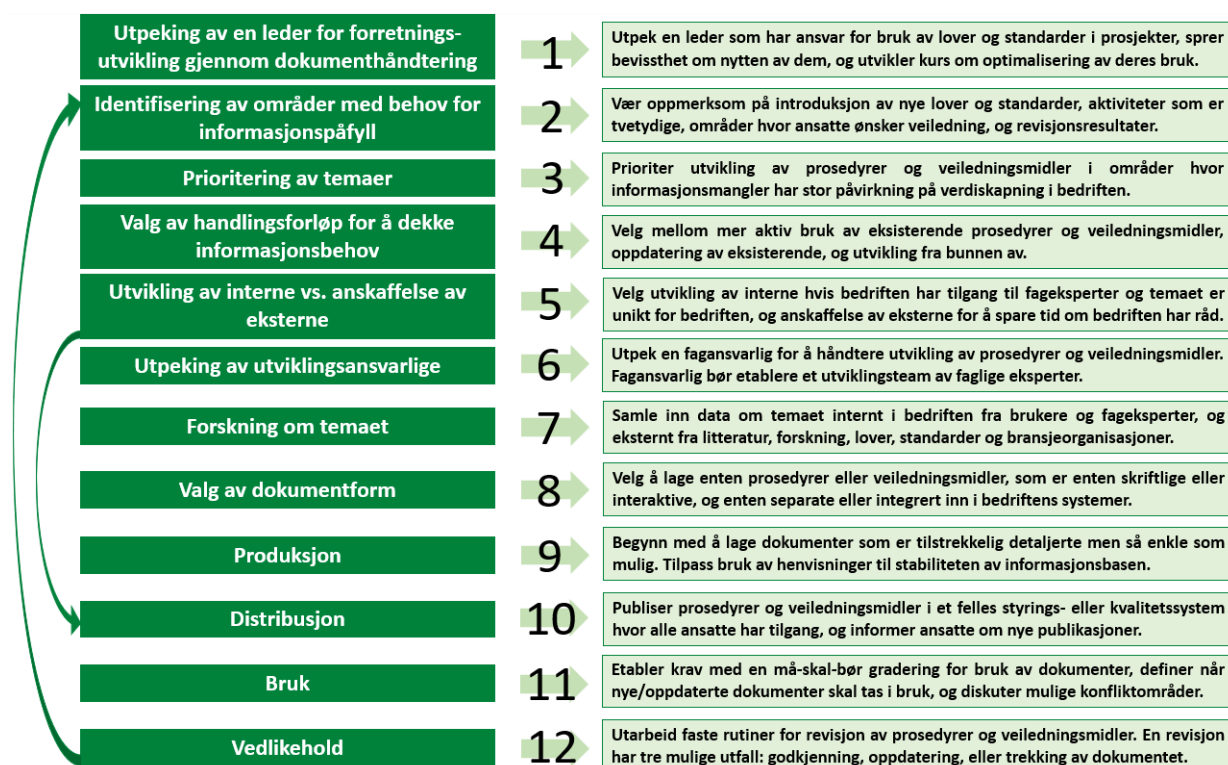 Utpeking av en leder for forretnings-
utvikling gjennom dokumenthåndtering
1
Utpek en leder som har ansvar for bruk av lover og standarder i prosjekter, sprer
bevissthet om nytten av dem, og utvikler kurs om optimalisering av deres bruk.
Identifisering av områder med behov for
informasjonspåfyll
2
Vær oppmerksom på introduksjon av nye lover og standarder, aktiviteter som er
tvetydige, områder hvor ansatte ønsker veiledning, og revisjonsresultater.
Prioritering av temaer
3
Prioriter utvikling av prosedyrer og veiledningsmidler i områder hvor
informasjonsmangler har stor påvirkning på verdiskapning i bedriften.
Valg av handlingsforløp for å dekke
informasjonsbehov
4
Velg mellom mer aktiv bruk av eksisterende prosedyrer og veiledningsmidler,
oppdatering av eksisterende, og utvikling fra bunnen av.
Utvikling av interne vs. anskaffelse av
eksterne
5
Velg utvikling av interne hvis bedriften har tilgang til fageksperter og temaet er
unikt for bedriften, og anskaffelse av eksterne for å spare tid om bedriften har råd.
Utpeking av utviklingsansvarlige
6
Utpek en fagansvarlig for å håndtere utvikling av prosedyrer og veiledningsmidler.
Fagansvarlig bør etablere et utviklingsteam av faglige eksperter.
Forskning om temaet
7
Samle inn data om temaet internt i bedriften fra brukere og fageksperter, og
eksternt fra litteratur, forskning, lover, standarder og bransjeorganisasjoner.
Valg av dokumentform
8
Velg å lage enten prosedyrer eller veiledningsmidler, som er enten skriftlige eller
interaktive, og enten separate eller integrert inn i bedriftens systemer.
Produksjon
9
Begynn med å lage dokumenter som er tilstrekkelig detaljerte men så enkle som
mulig. Tilpass bruk av henvisninger til stabiliteten av informasjonsbasen.
Distribusjon
10
Publiser prosedyrer og veiledningsmidler i et felles styrings- eller kvalitetssystem
hvor alle ansatte har tilgang, og informer ansatte om nye publikasjoner.
Bruk
11
Etabler krav med en må-skal-bør gradering for bruk av dokumenter, definer når
nye/oppdaterte dokumenter skal tas i bruk, og diskuter mulige konfliktområder.
Vedlikehold
12
Utarbeid faste rutiner for revisjon av prosedyrer og veiledningsmidler. En revisjon
har tre mulige utfall: godkjenning, oppdatering, eller trekking av dokumentet.